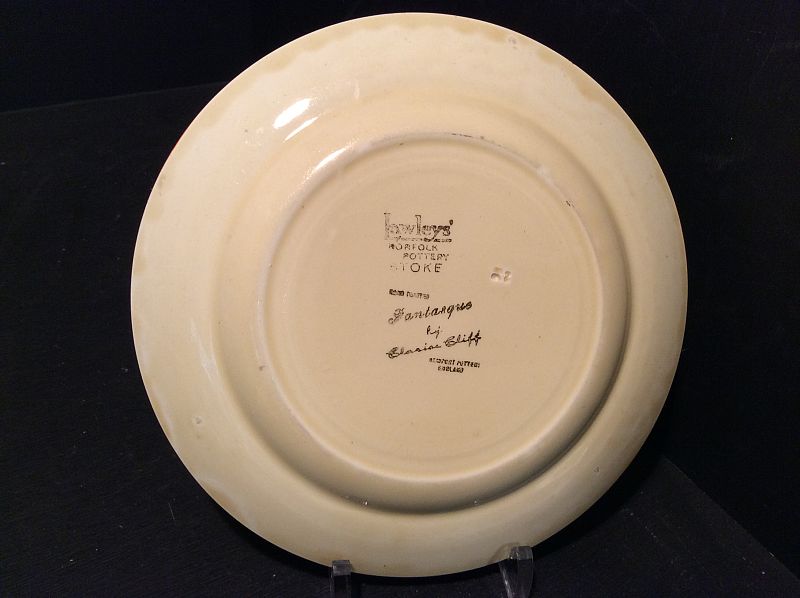 Lawleys'
NORFOLK
POTTERY
STOKE
HAND PAINTED
Fantasque
by
Clarice Cliff
NEWPORT POTTERY
ENGLAND